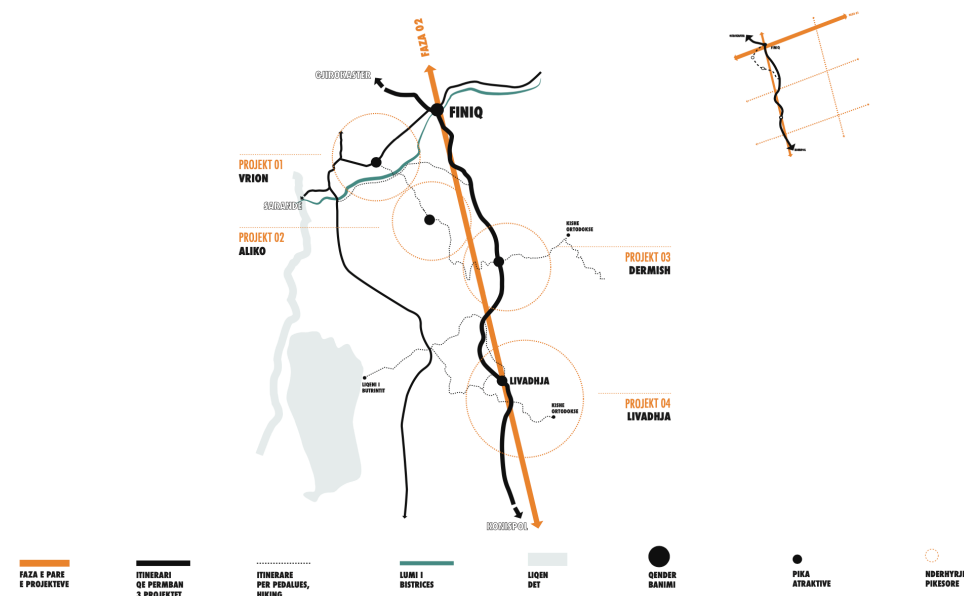 FAZA 02
GJIROKASTER
FINIQ
FINIQ
PROJEKT 01
VRION
SARANDE
KISHE
ORTODOKSE
PROJEKT 02
ALIKO
PROJEKT 03
DERMISH
LIQENI I
BUTRINTIT
LIVADHJA
KISHE
ORTODOKSE
PROJEKT 04
LIVADHJA
KONISPOL
FAZA E PARE
E PROJEKTEVE
ITINERARI
QE PERMBAN
3 PROJEKTET
ITINERARE
PER PEDALUES,
HIKING
LUMI I
BISTRICES
LIQEN
DET
QENDER
BANIMI
PIKA
ATRAKTIVE
NDERHYRJE
PIKESORE